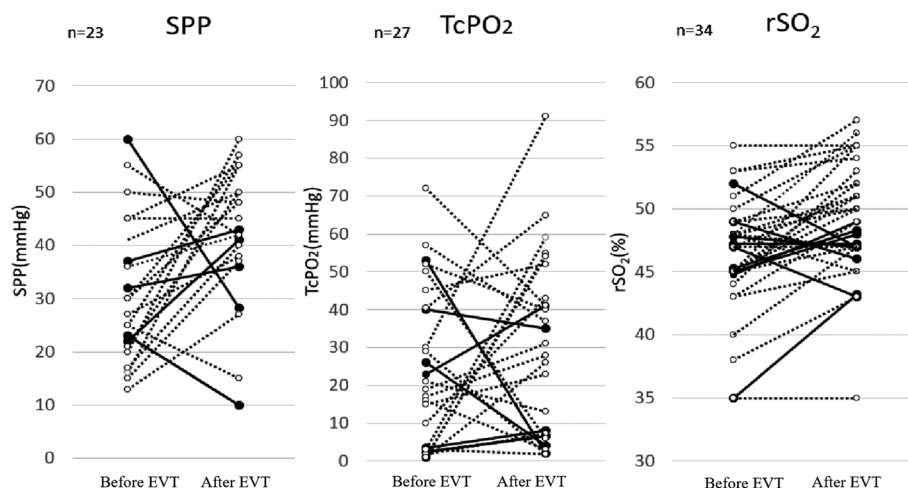 n=23 SPP
SPP(mmHg)
70
60
50
40
30
20
10
0
Before EVT After EVT
n=27 TcPO₂
TcPO₂(mmHg)
100
90
80
70
60
50
40
30
20
10
0
Before EVT After EVT
n=34 rSO₂
rSO₂(%)
60
55
50
45
40
35
30
Before EVT After EVT